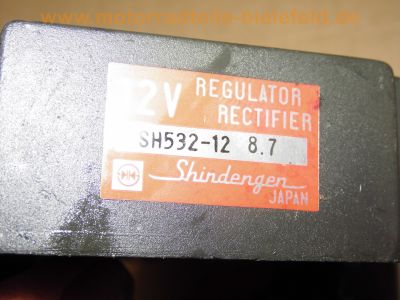 www.motorradteile-bielefeld.de
12V REGULATOR
RECTIFIER
SH532-12 8.7
Shindengen
JAPAN